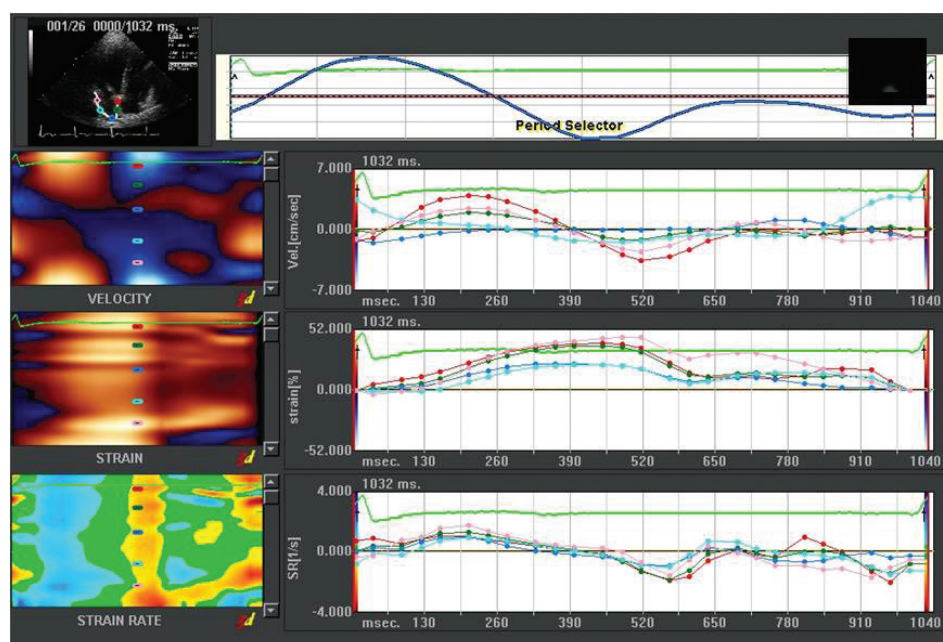 001/26 0000/1032 ms.
Period Selector
1032 ms.
7.000
0.000
-7.000
Vel.[cm/sec]
msec. 130 260 390 520 650 780 910 1040
VELOCITY
1032 ms.
52.000
0.000
-52.000
strain[%]
msec. 130 260 390 520 650 780 910 1040
STRAIN
1032 ms.
4.000
0.000
-4.000
SR[1/s]
msec. 130 260 390 520 650 780 910 1040
STRAIN RATE